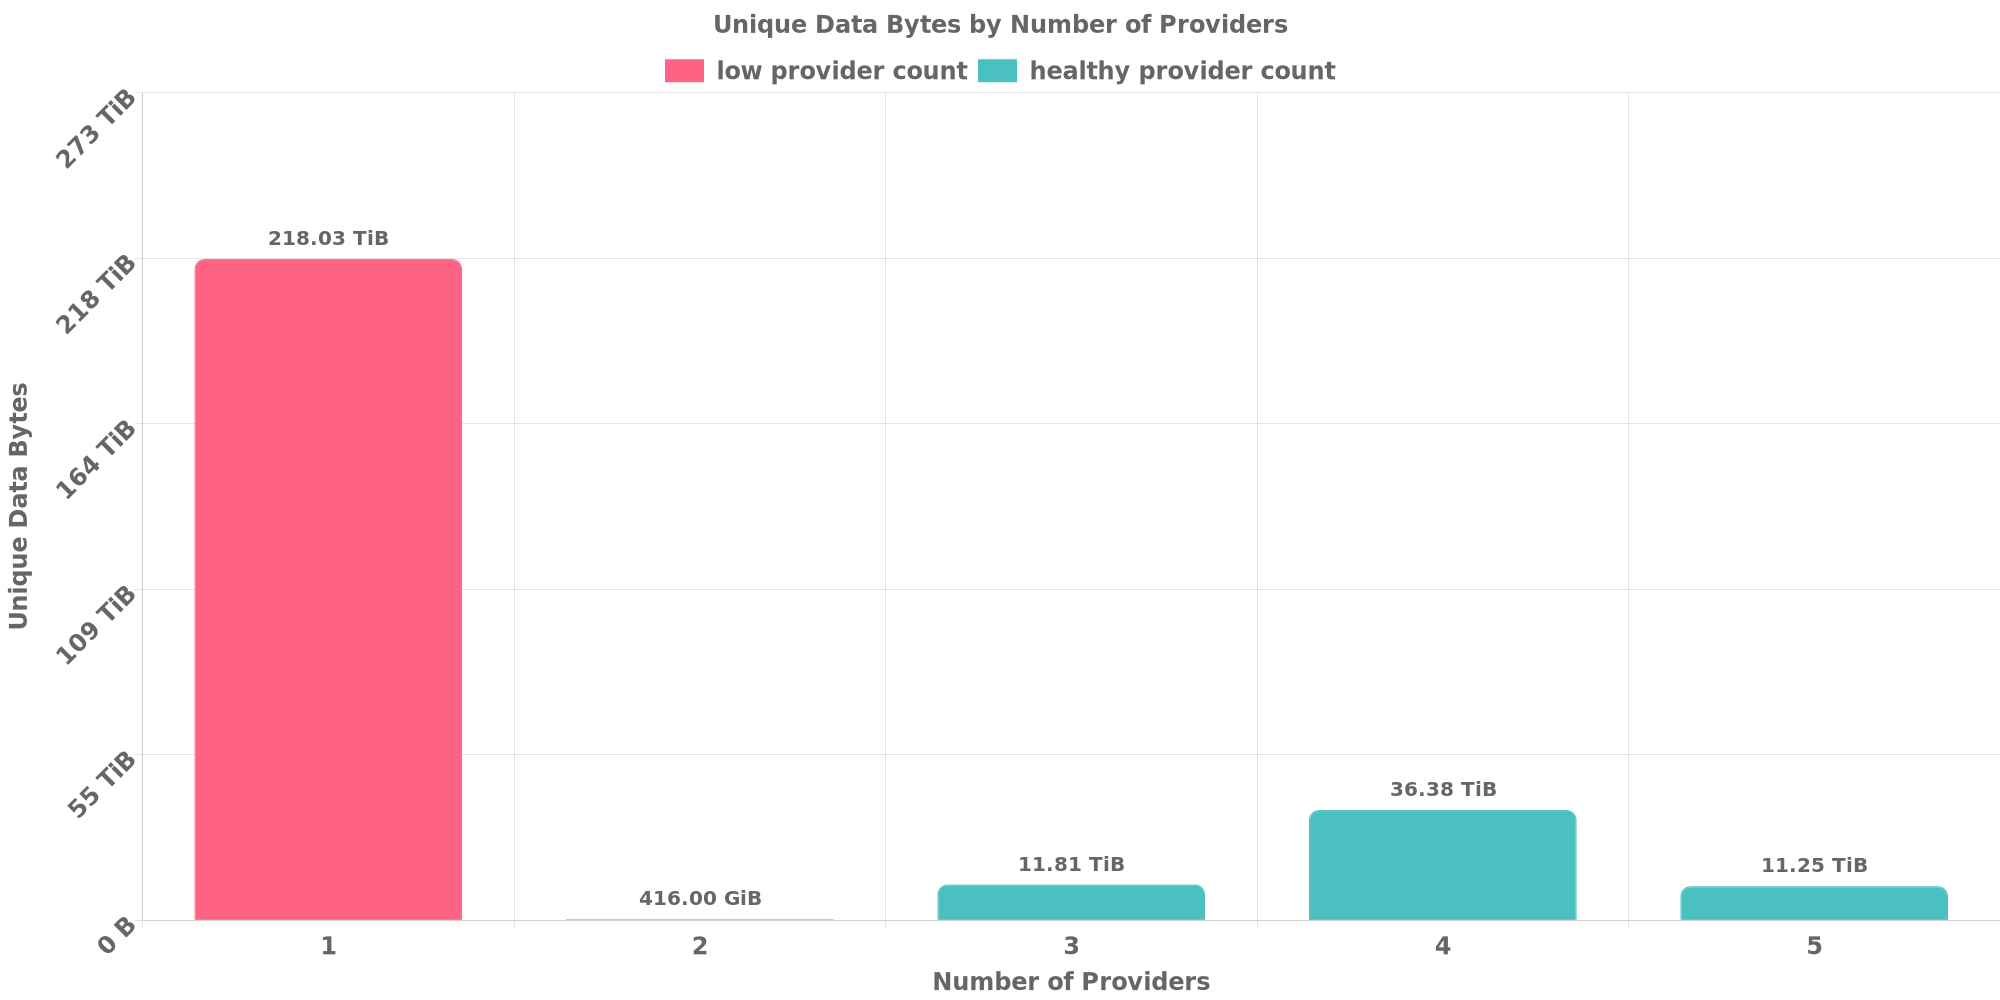 Unique Data Bytes by Number of Providers
low provider count healthy provider count
273 TiB
218 TiB
164 TiB
109 TiB
55 TiB
0 B
Unique Data Bytes
218.03 TiB
416.00 GiB
11.81 TiB
36.38 TiB
11.25 TiB
1 2 3 4 5
Number of Providers